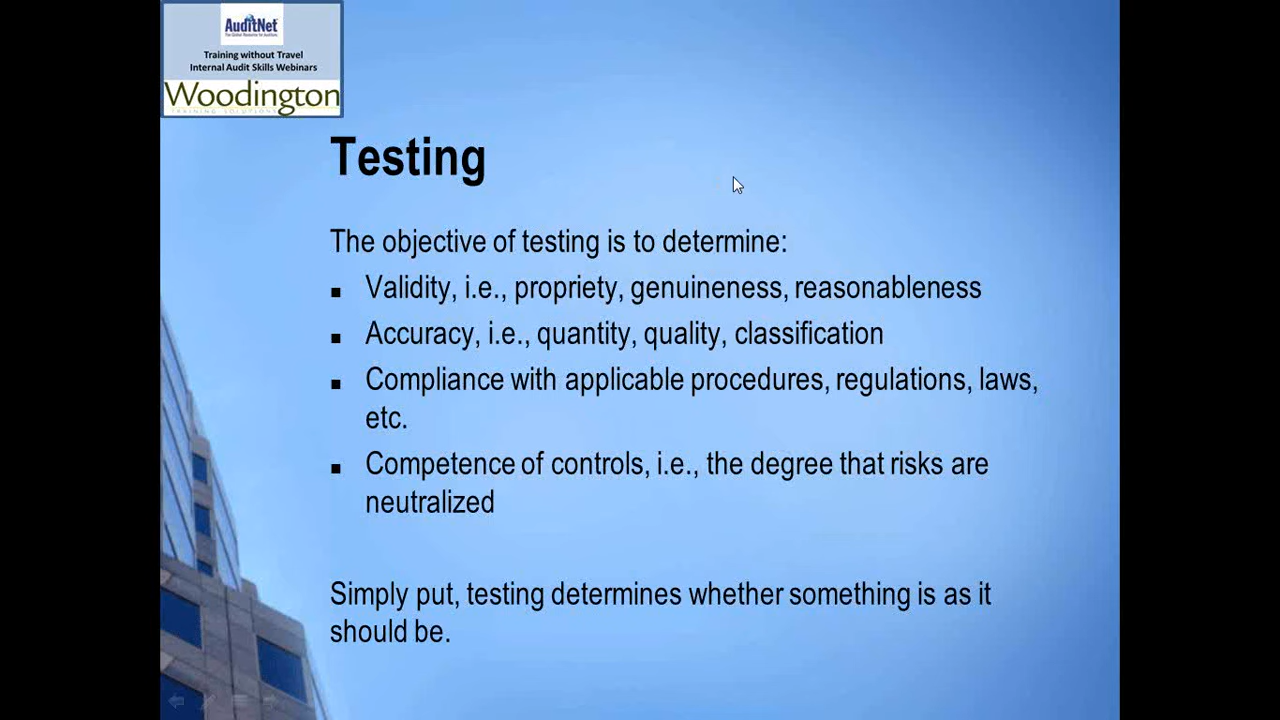 AuditNet
Training without Travel
Internal Audit Skills Webinars
Woodington
TRAINING SOLUTIONS
Testing
The objective of testing is to determine:
▪ Validity, i.e., propriety, genuineness, reasonableness
▪ Accuracy, i.e., quantity, quality, classification
▪ Compliance with applicable procedures, regulations, laws,
etc.
▪ Competence of controls, i.e., the degree that risks are
neutralized
Simply put, testing determines whether something is as it
should be.